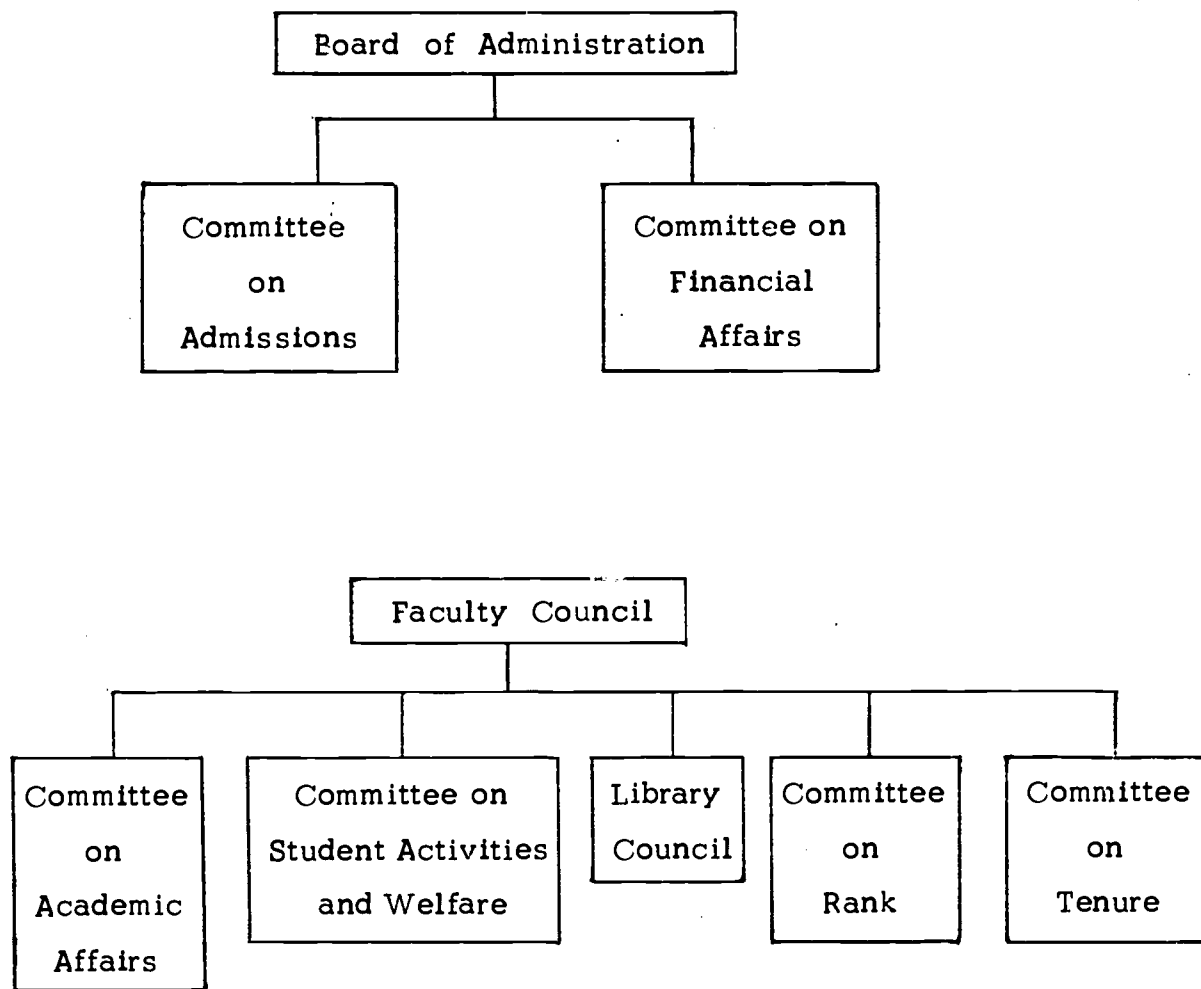 Board of Administration
Committee
on
Admissions
Committee on
Financial
Affairs
Faculty Council
Committee
on
Academic
Affairs
Committee on
Student Activities
and Welfare
Library
Council
Committee
on
Rank
Committee
on
Tenure